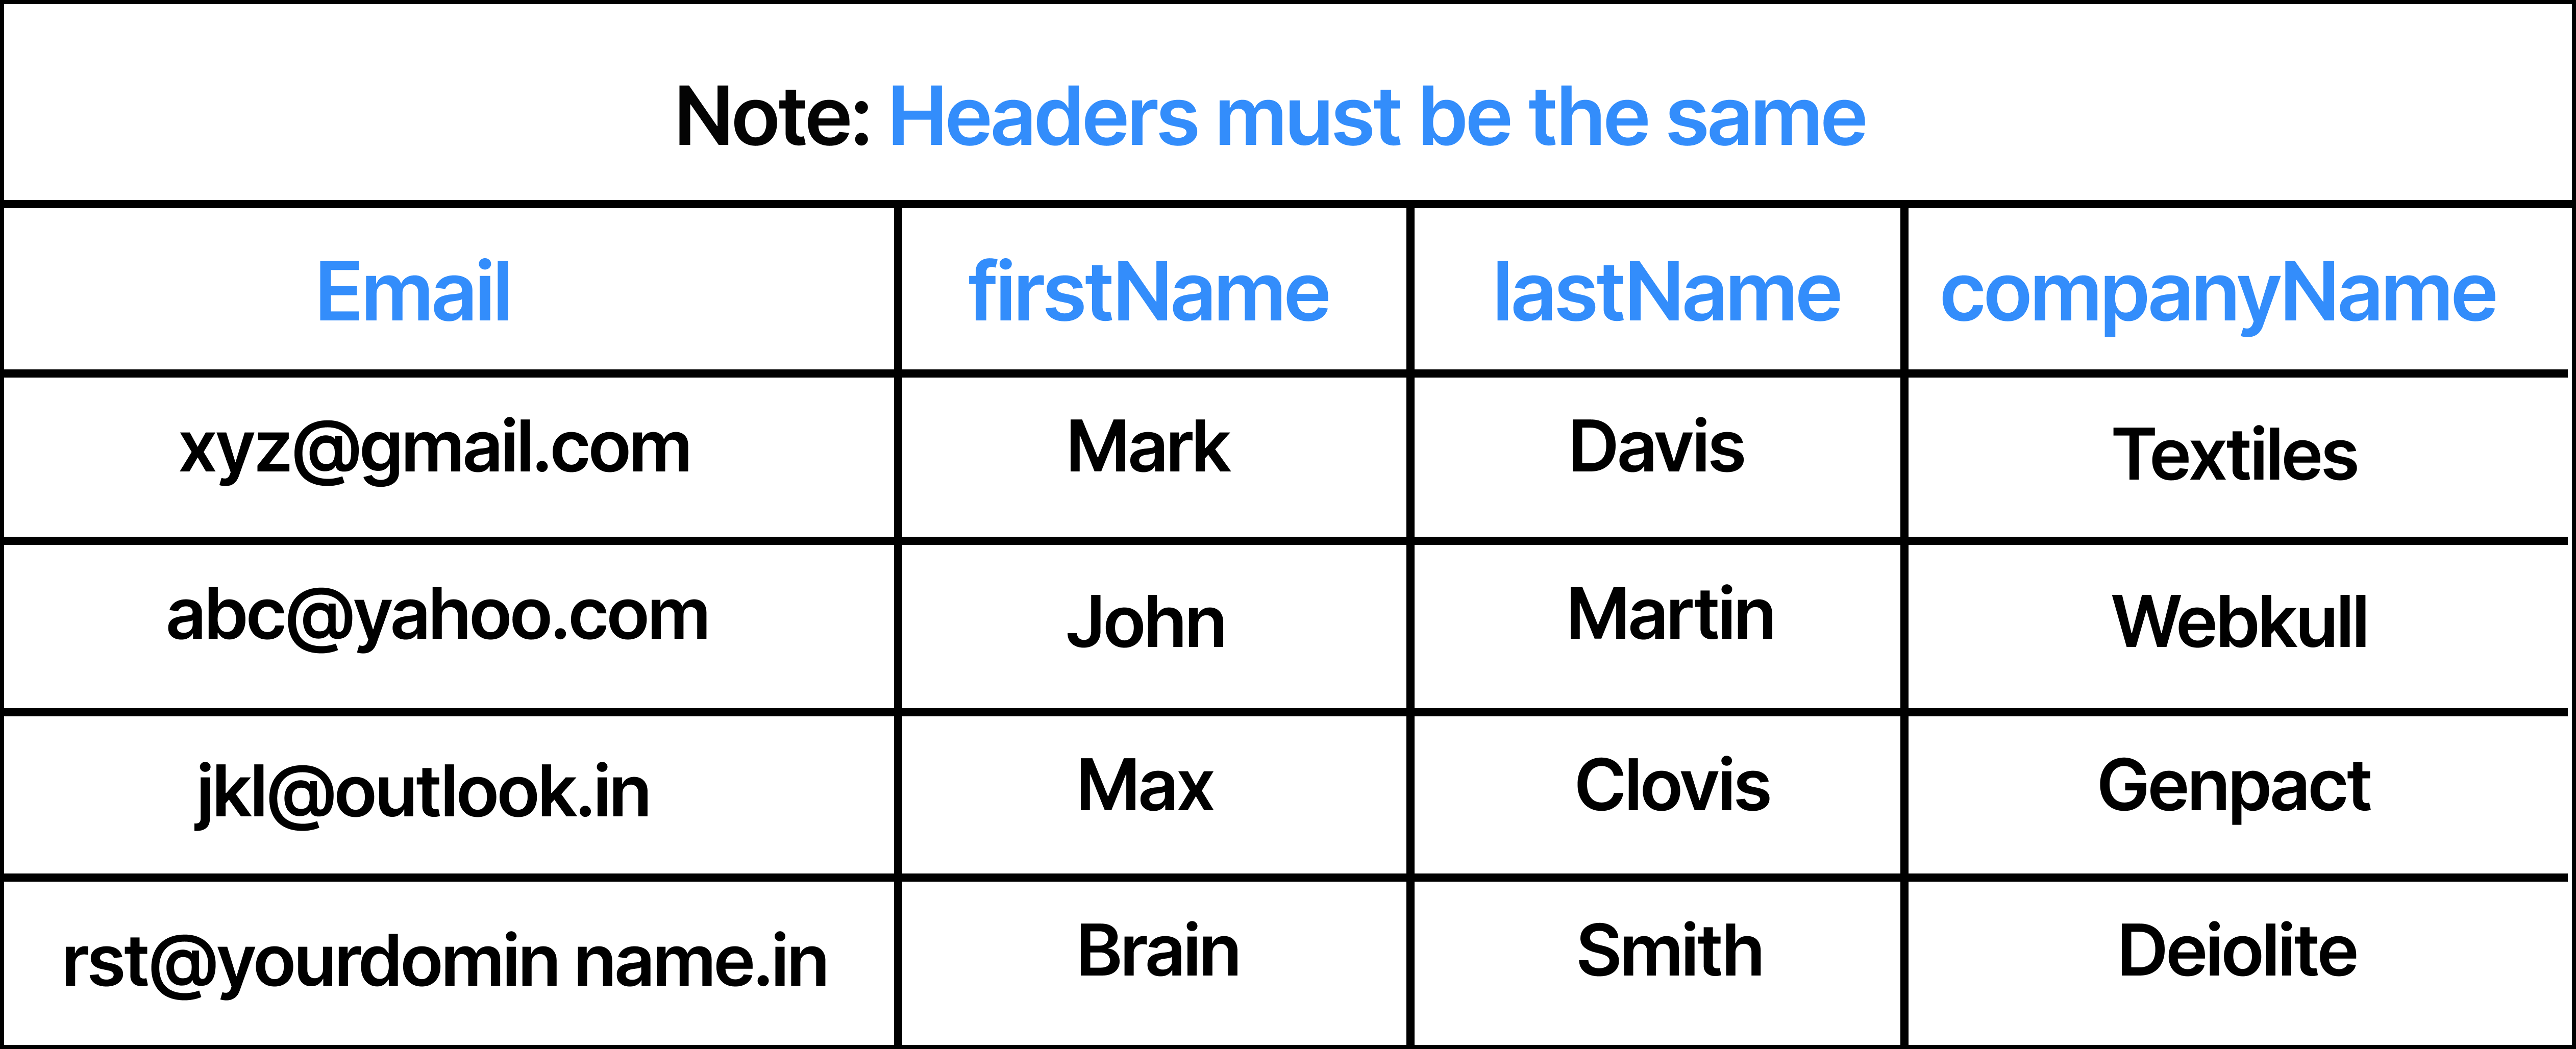 Note: Headers must be the same
Email firstName lastName companyName
xyz@gmail.com Mark Davis Textiles
abc@yahoo.com John Martin Webkull
jkl@outlook.in Max Clovis Genpact
rst@yourdomin name.in Brain Smith Deiolite